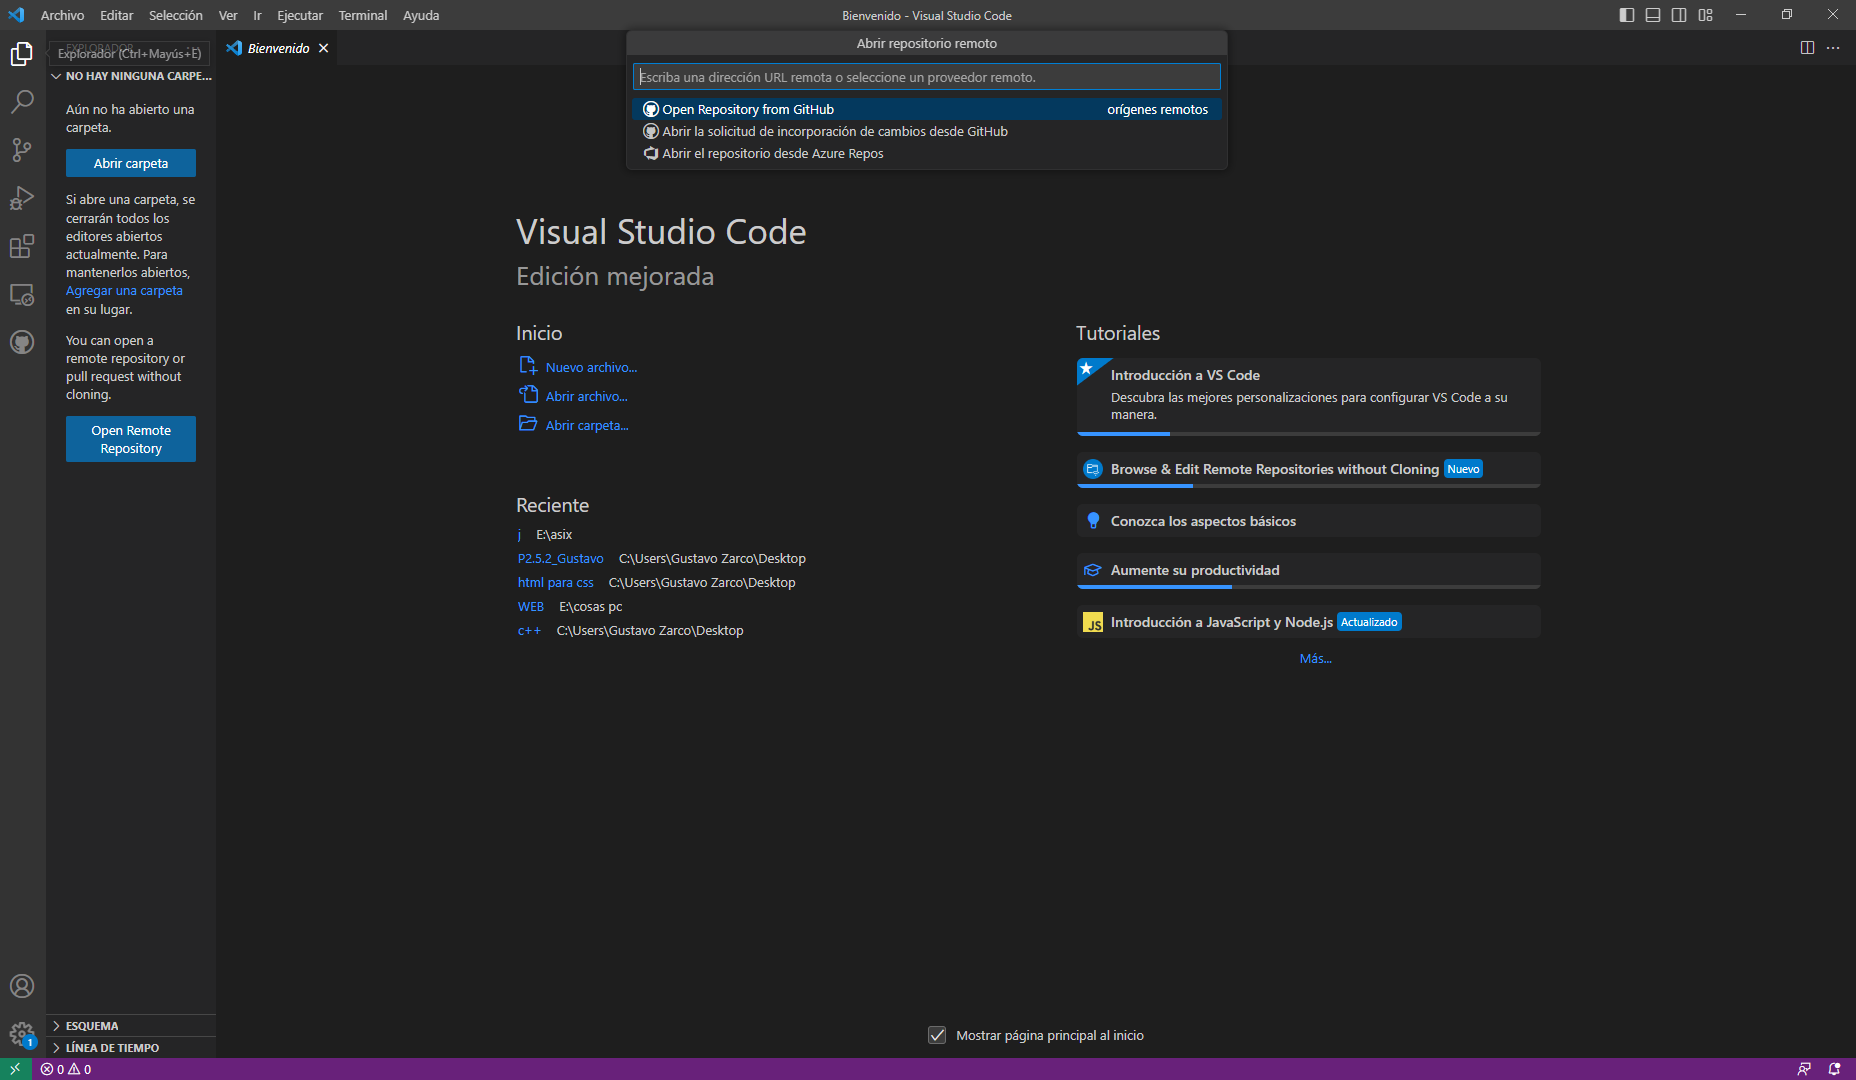 Archivo Editar Selección Ver Ir Ejecutar Terminal Ayuda
Bienvenido - Visual Studio Code
EXPLORADOR
Explorador (Ctrl+Mayús+E)
Bienvenido
NO HAY NINGUNA CARPE...
Aún no ha abierto una
carpeta.
Abrir carpeta
Si abre una carpeta, se
cerrarán todos los
editores abiertos
actualmente. Para
mantenerlos abiertos,
Agregar una carpeta
en su lugar.
You can open a
remote repository or
pull request without
cloning.
Open Remote
Repository
Abrir repositorio remoto
Escriba una dirección URL remota o seleccione un proveedor remoto.
Open Repository from GitHub orígenes remotos
Abrir la solicitud de incorporación de cambios desde GitHub
Abrir el repositorio desde Azure Repos
Visual Studio Code
Edición mejorada
Inicio
Nuevo archivo...
Abrir archivo...
Abrir carpeta...
Reciente
j E:\asix
P2.5.2_Gustavo C:\Users\Gustavo Zarco\Desktop
html para css C:\Users\Gustavo Zarco\Desktop
WEB E:\cosas pc
c++ C:\Users\Gustavo Zarco\Desktop
Tutoriales
Introducción a VS Code
Descubra las mejores personalizaciones para configurar VS Code a su
manera.
Browse & Edit Remote Repositories without Cloning Nuevo
Conozca los aspectos básicos
Aumente su productividad
JS Introducción a JavaScript y Node.js Actualizado
Más...
Mostrar página principal al inicio
ESQUEMA
1
LÍNEA DE TIEMPO
0 0